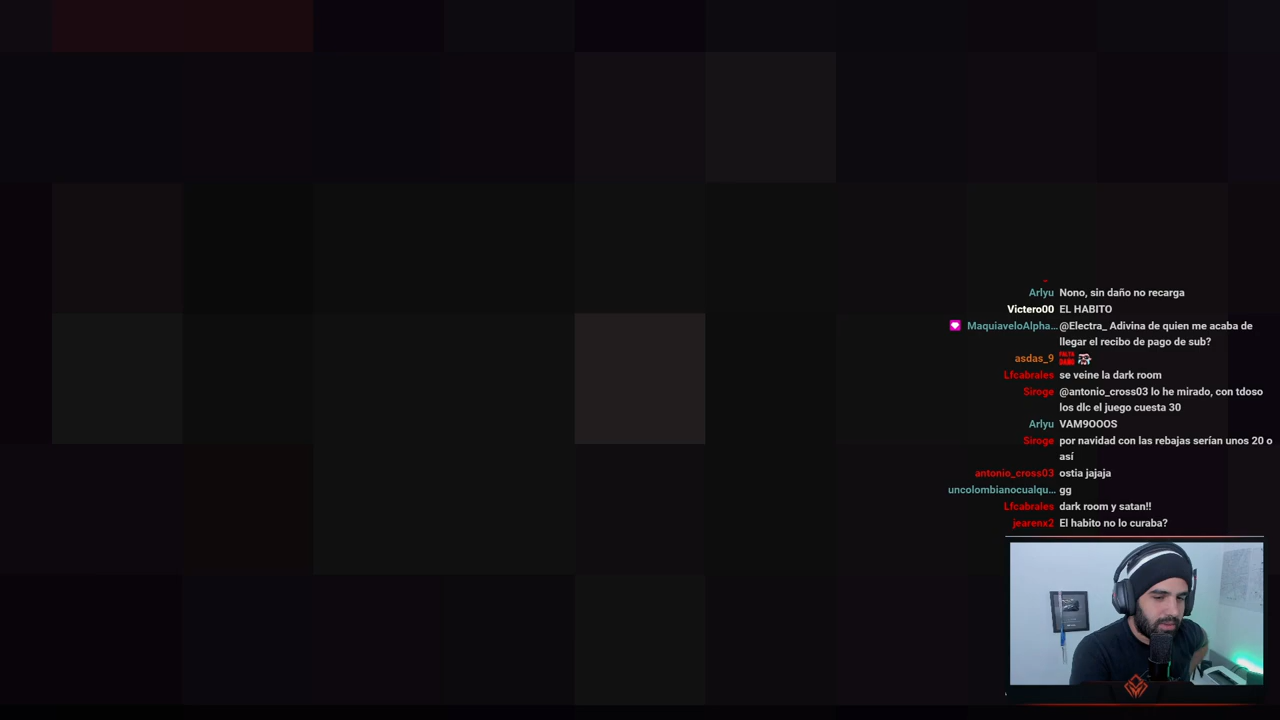 Arlyu Nono, sin daño no recarga
Victero00 EL HABITO
MaquiaveloAlpha... @Electra_ Adivina de quien me acaba de
llegar el recibo de pago de sub?
asdas_9
Lfcabrales se veine la dark room
Siroge @antonio_cross03 lo he mirado, con tdoso
los dlc el juego cuesta 30
Arlyu VAM9OOOS
Siroge por navidad con las rebajas serían unos 20 o
así
antonio_cross03 ostia jajaja
uncolombianocualqu... gg
Lfcabrales dark room y satan!!
jearenx2 El habito no lo curaba?